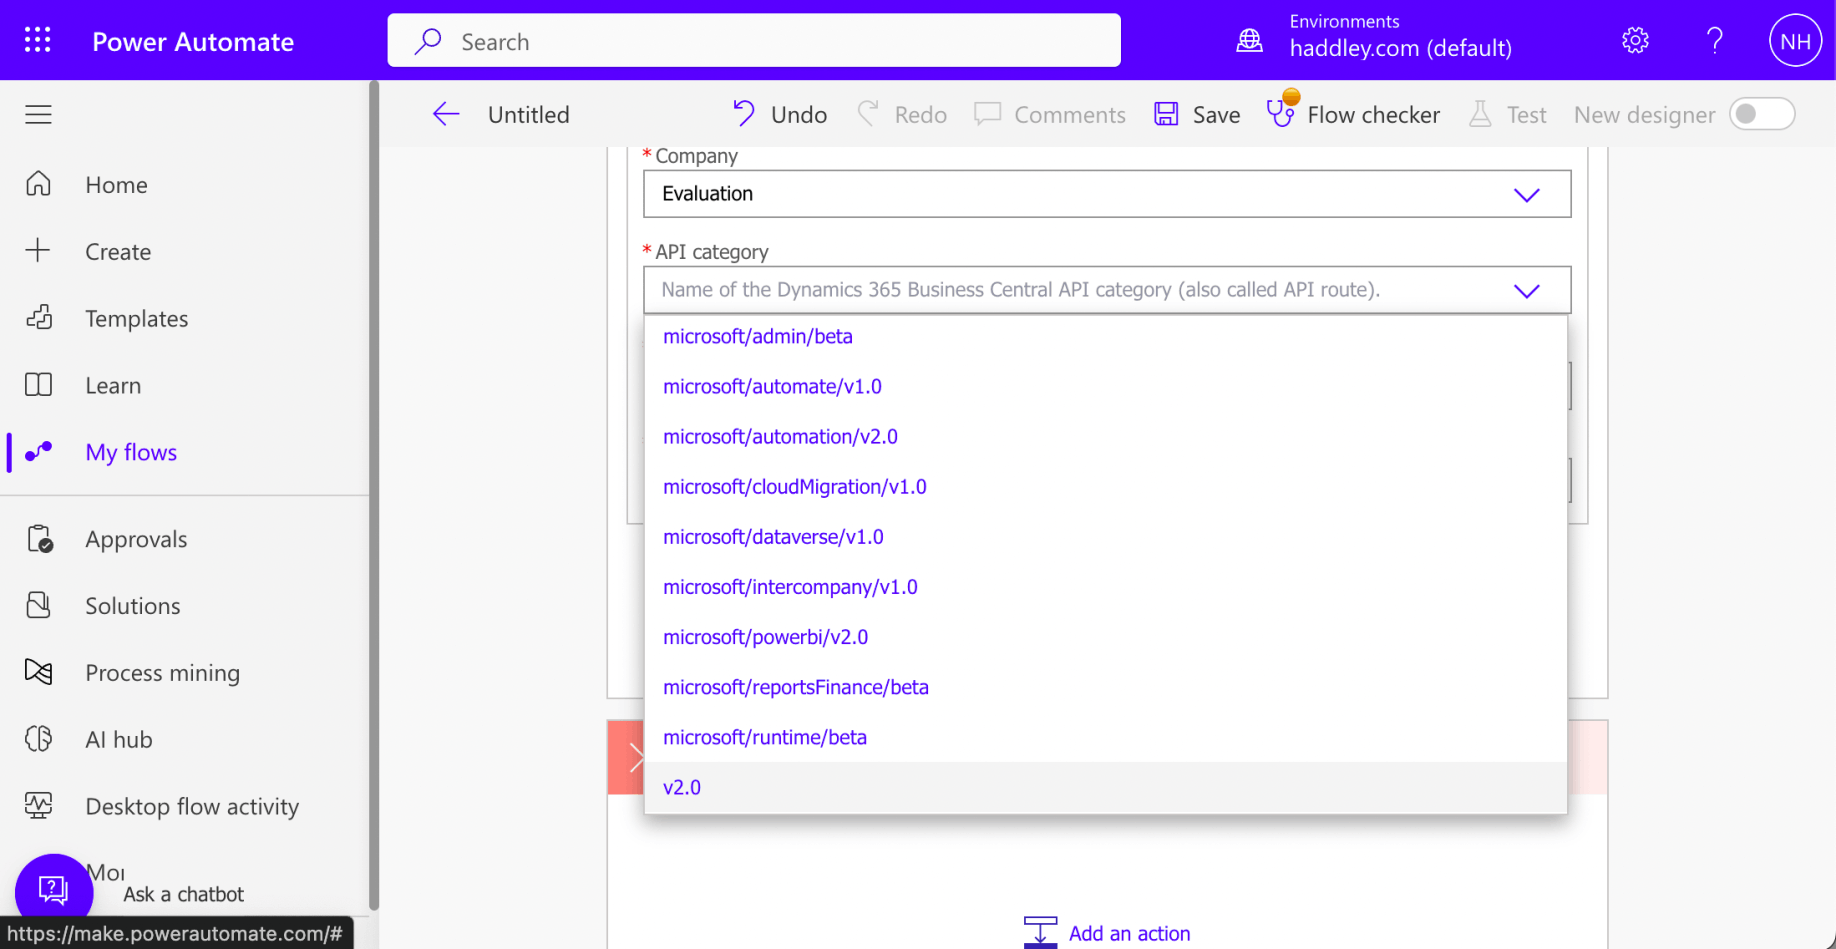 Power Automate
Search
Environments
haddley.com (default)
?
NH
Untitled
Undo
Redo
Comments
Save
Flow checker
Test
New designer
Home
Create
Templates
Learn
My flows
Approvals
Solutions
Process mining
AI hub
Desktop flow activity
Ask a chatbot
https://make.powerautomate.com/#
* Company
Evaluation
* API category
Name of the Dynamics 365 Business Central API category (also called API route).
microsoft/admin/beta
microsoft/automate/v1.0
microsoft/automation/v2.0
microsoft/cloudMigration/v1.0
microsoft/dataverse/v1.0
microsoft/intercompany/v1.0
microsoft/powerbi/v2.0
microsoft/reportsFinance/beta
microsoft/runtime/beta
v2.0
Add an action